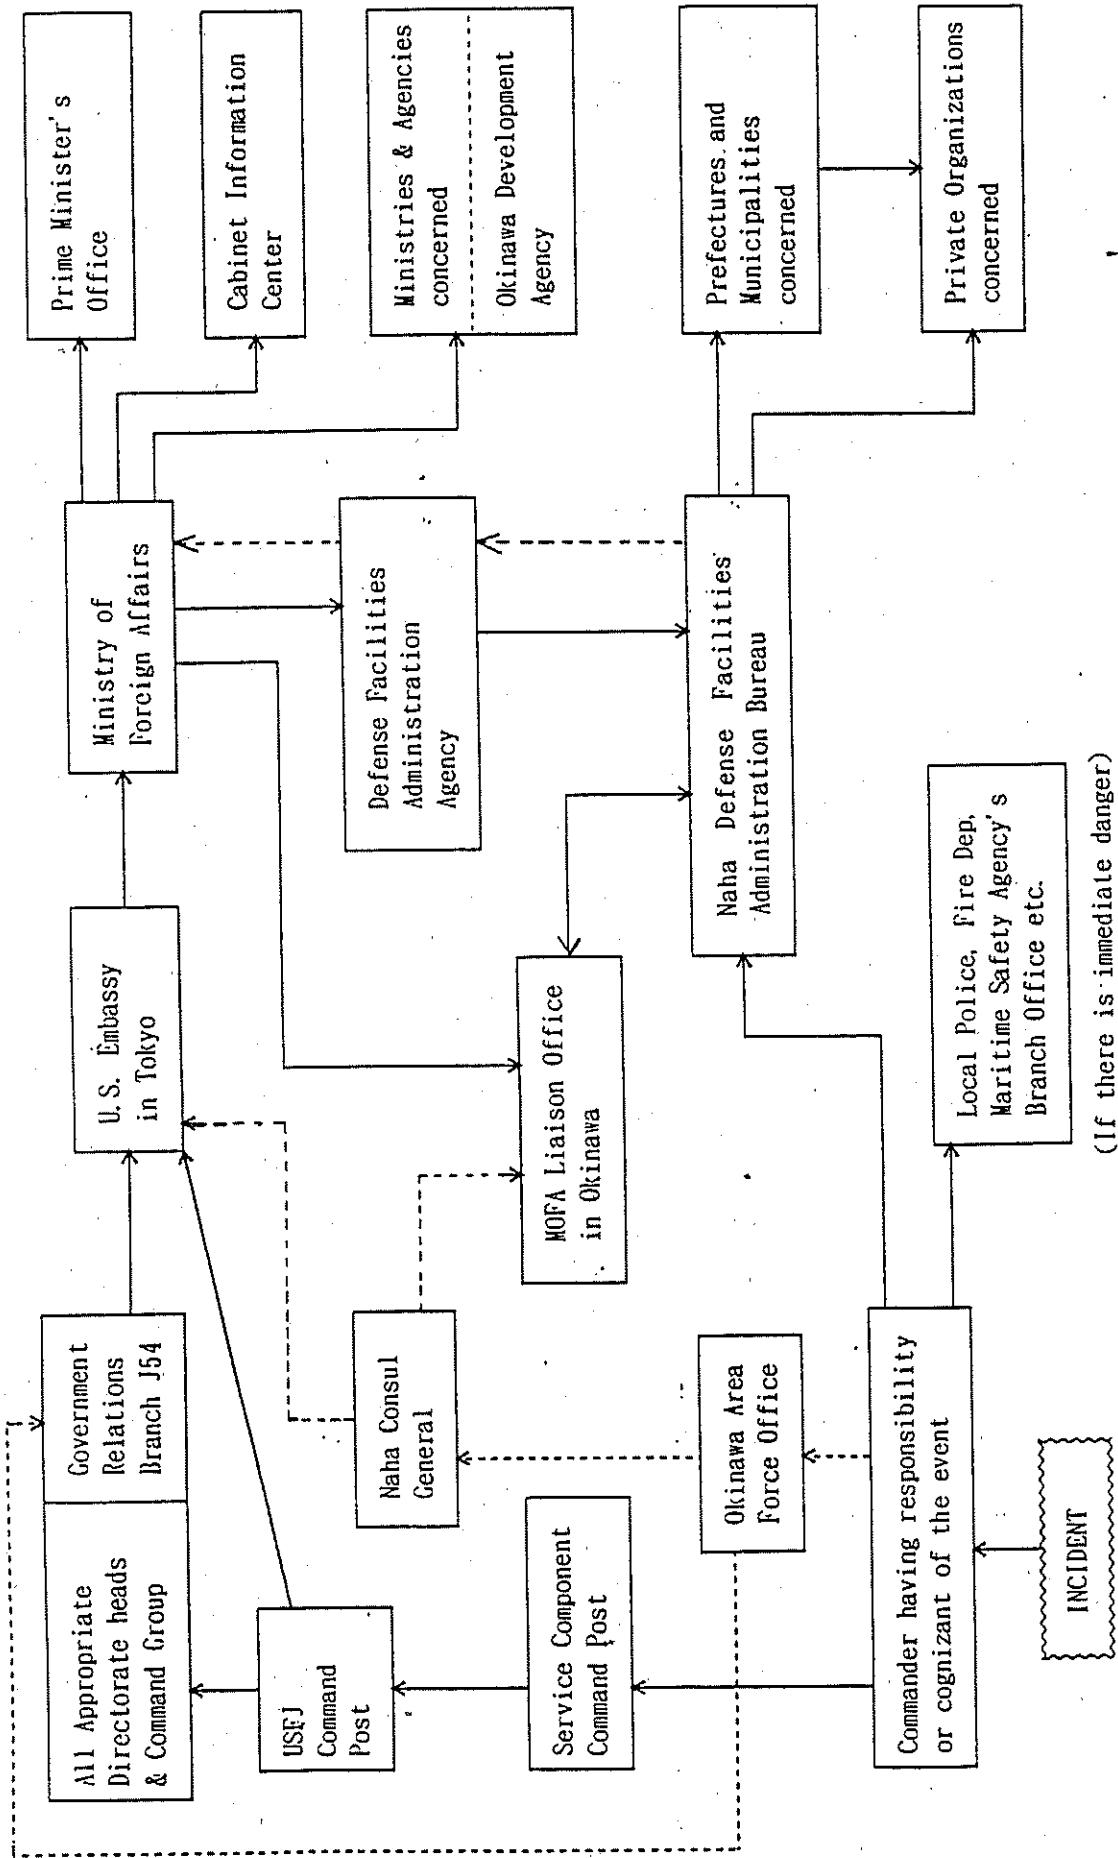 Prime Minister's
Office
Cabinet Information
Center
Ministries & Agencies
concerned
Okinawa Development
Agency
Prefectures and
Municipalities
concerned
Private Organizations
concerned
Ministry of
Foreign Affairs
Defense Facilities
Administration
Agency
Naha Defense Facilities
Administration Bureau
U.S. Embassy
in Tokyo
MOFA Liaison Office
in Okinawa
Local Police, Fire Dep,
Maritime Safety Agency's
Branch Office etc.
(If there is immediate danger)
Government
Relations
Branch J54
All Appropriate
Directorate heads
& Command Group
Naha Consul
General
USFJ
Command
Post
Okinawa Area
Force Office
Service Component
Command Post
Commander having responsibility
or cognizant of the event
INCIDENT